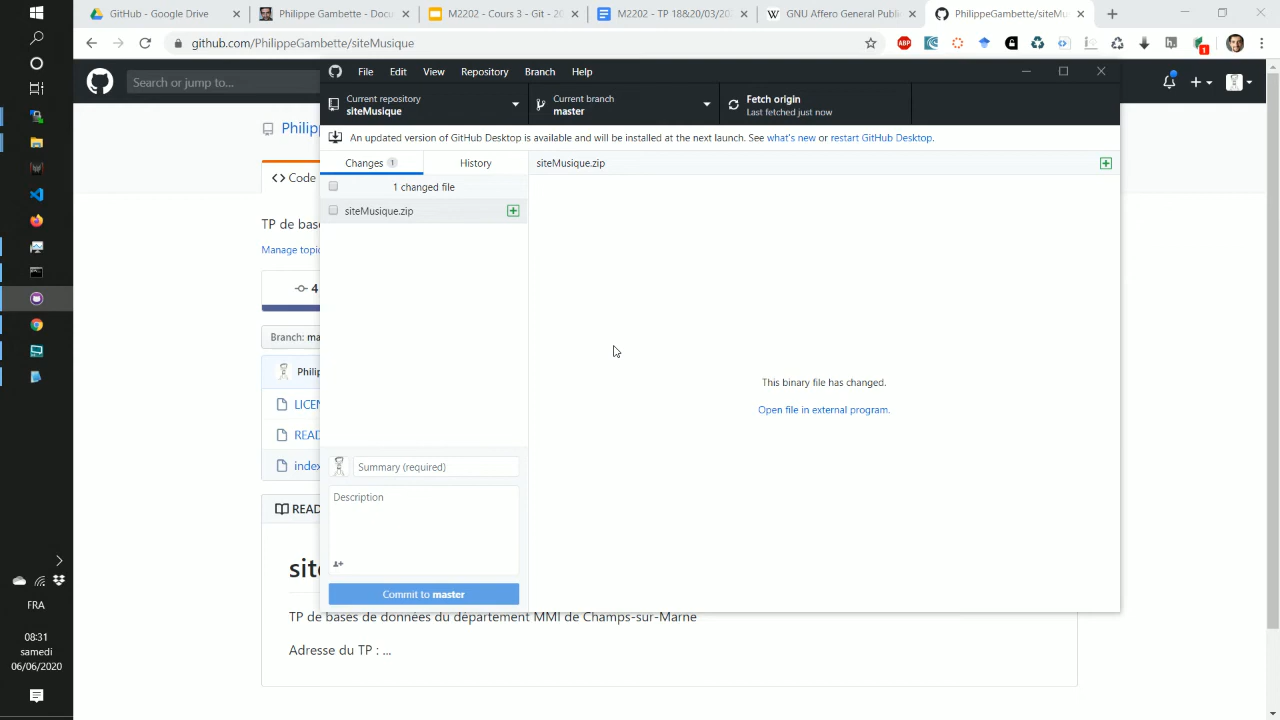 GitHub - Google Drive
Philippe Gambette - Docu
M2202 - Cours 3 - Git - 20
M2202 - TP 18&20/03/20
GNU Affero General Publi
PhilippeGambette/siteMus
github.com/PhilippeGambette/siteMusique
Search or jump to...
File Edit View Repository Branch Help
Current repository
siteMusique
Current branch
master
Fetch origin
Last fetched just now
An updated version of GitHub Desktop is available and will be installed at the next launch. See what's new or restart GitHub Desktop.
Changes 1
History
siteMusique.zip
1 changed file
siteMusique.zip
This binary file has changed.
Open file in external program.
Summary (required)
Description
Commit to master
Philip
Code
TP de bas
Manage topic
4
Branch: ma
Philip
LICEN
READ
index
READ
site
TP de bases de données du département MMI de Champs-sur-Marne
Adresse du TP : ...
FRA
08:31
samedi
06/06/2020